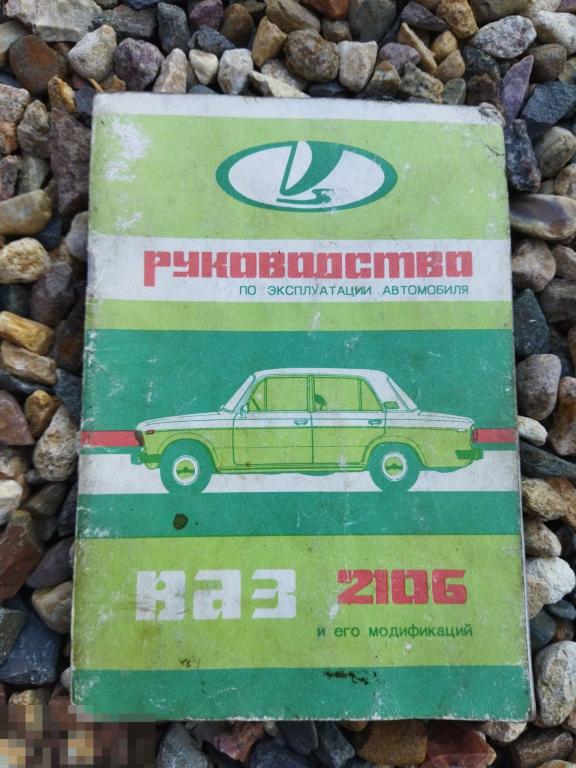 Руководство
по эксплуатации автомобиля
ВАЗ 2106
и его модификаций